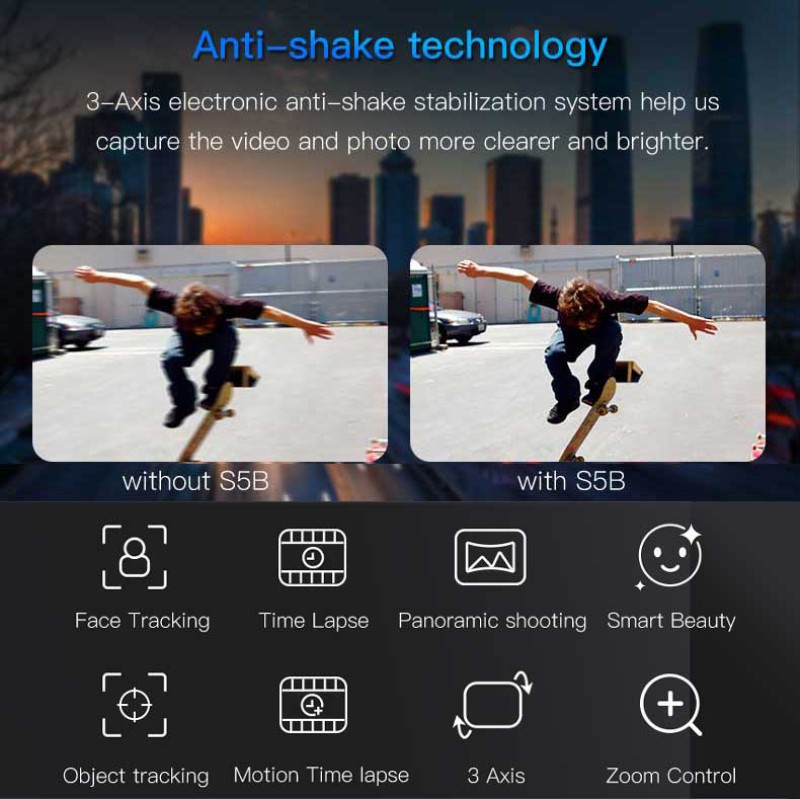 Anti-shake technology
3-Axis electronic anti-shake stabilization system help us
capture the video and photo more clearer and brighter.
without S5B
with S5B
Face Tracking
Time Lapse
Panoramic shooting
Smart Beauty
Object tracking
Motion Time lapse
3 Axis
Zoom Control